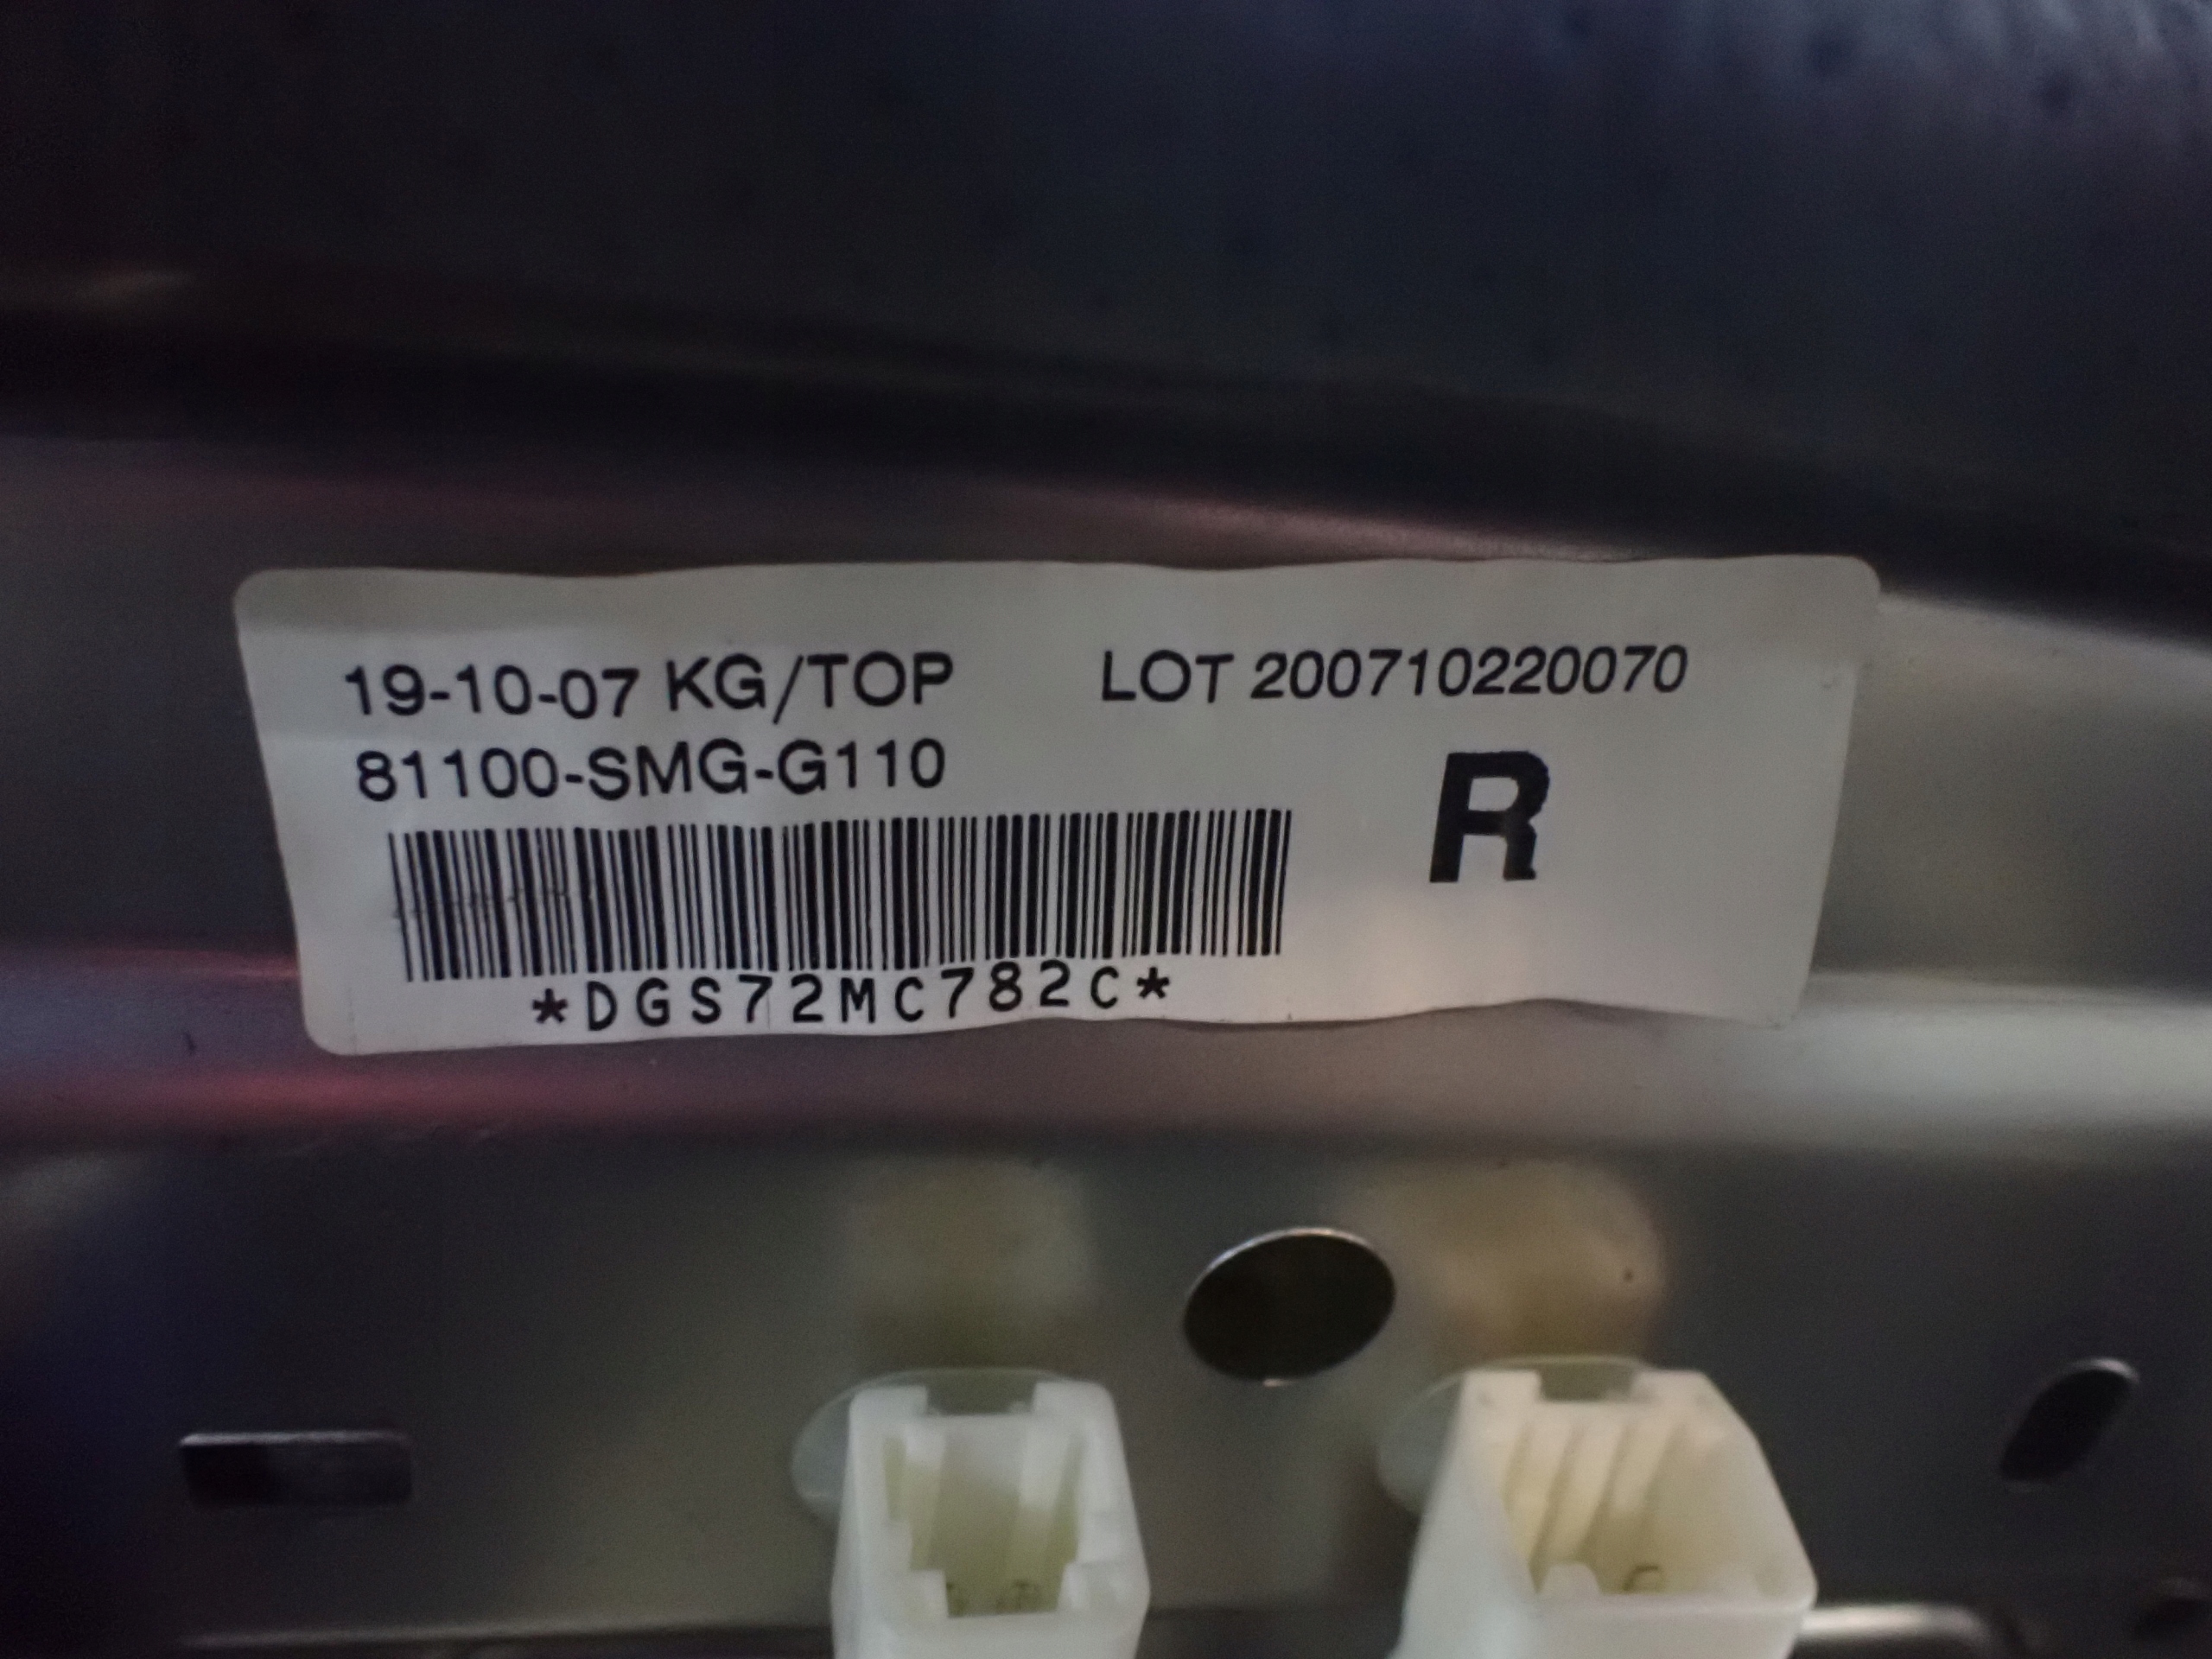 19-10-07 KG/TOP LOT 200710220070
81100-SMG-G110
R
*DGS72MC782C*